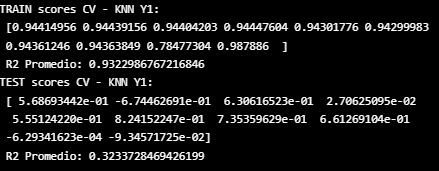 TRAIN scores CV - KNN Y1:
[0.94414956 0.94439156 0.94404203 0.94447604 0.94301776 0.94299983
0.94361246 0.94363849 0.78477304 0.987886  ]
R2 Promedio: 0.9322986767216846
TEST scores CV - KNN Y1:
[ 5.68693442e-01 -6.74462691e-01  6.30616523e-01  2.70625095e-02
5.55124220e-01  8.24152247e-01  7.35359629e-01  6.61269104e-01
-6.29341623e-04 -9.34571725e-02]
R2 Promedio: 0.3233728469426199